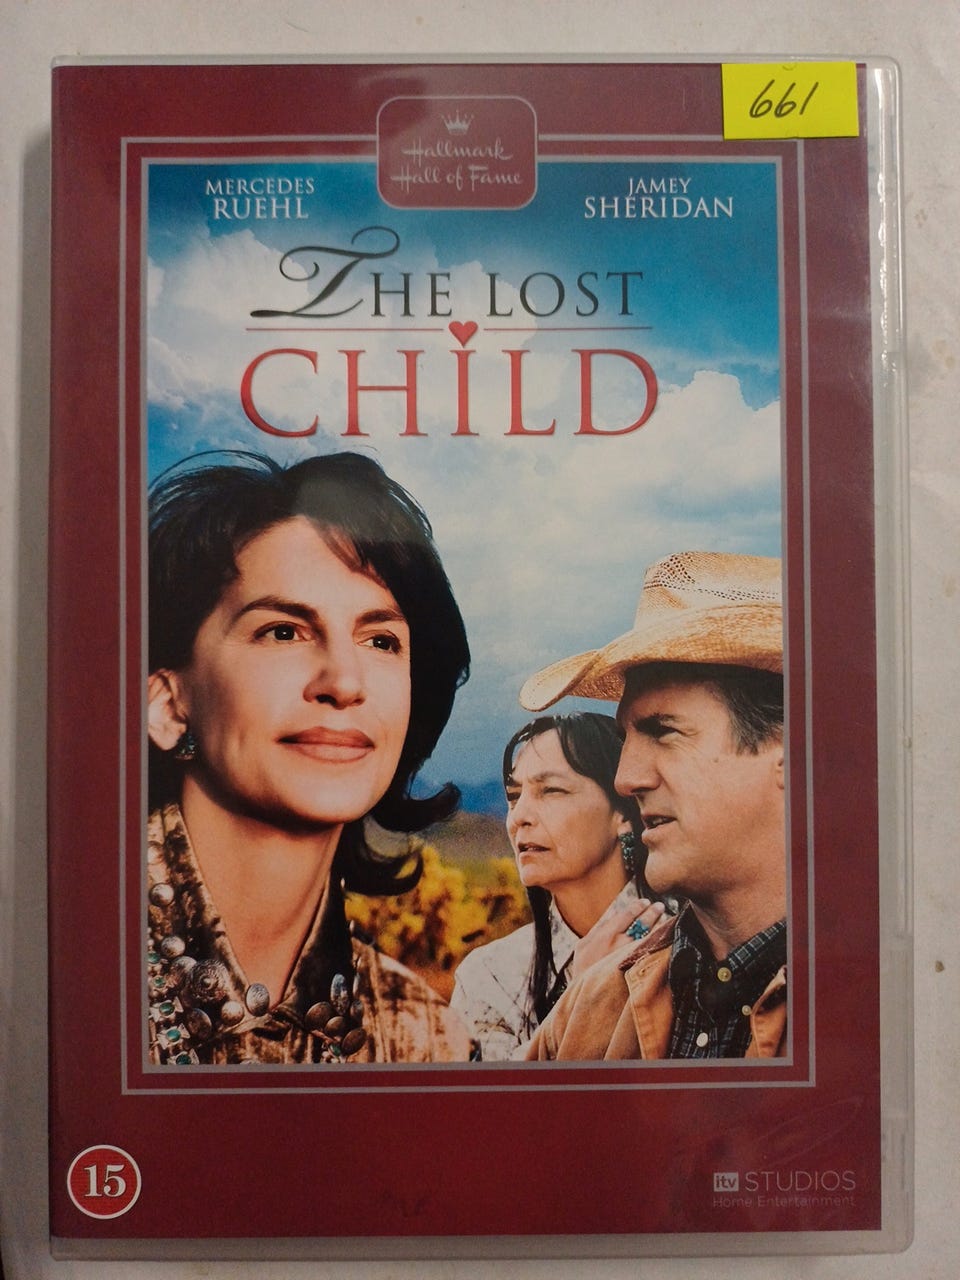 661
Hallmark
Hall of Fame
MERCEDES
RUEHL
JAMEY
SHERIDAN
THE LOST
CHILD
15
itv STUDIOS
Home Entertainment